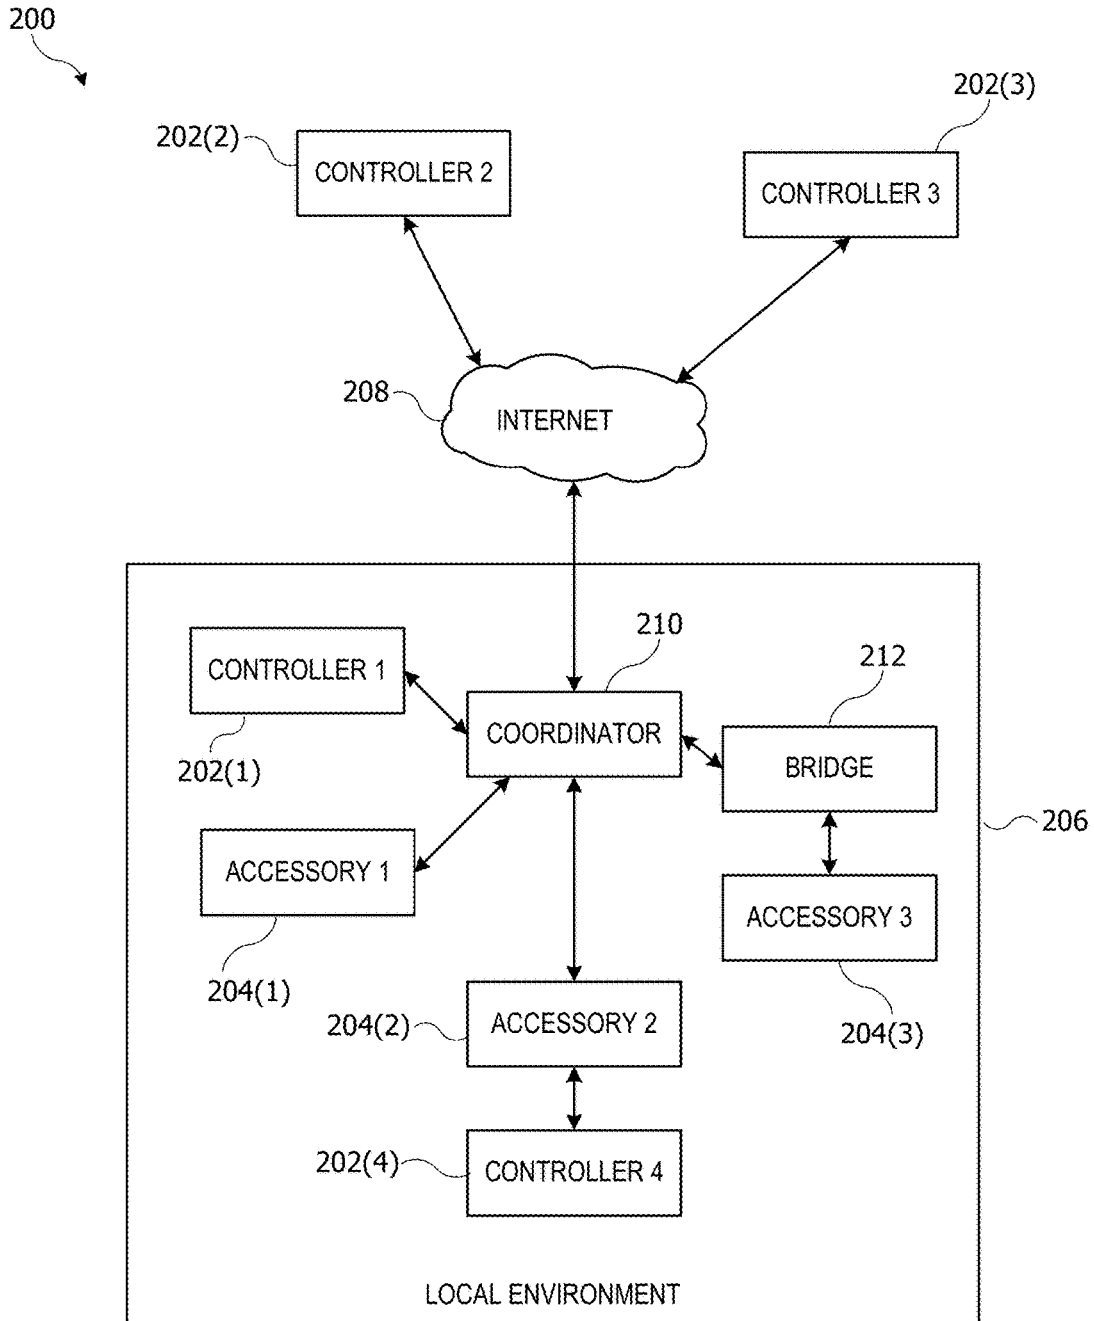 200
202(3)
202(2)
CONTROLLER 2
CONTROLLER 3
208
INTERNET
210
CONTROLLER 1
212
COORDINATOR
202(1)
BRIDGE
206
ACCESSORY 1
ACCESSORY 3
204(1)
204(2)
ACCESSORY 2
204(3)
202(4)
CONTROLLER 4
LOCAL ENVIRONMENT